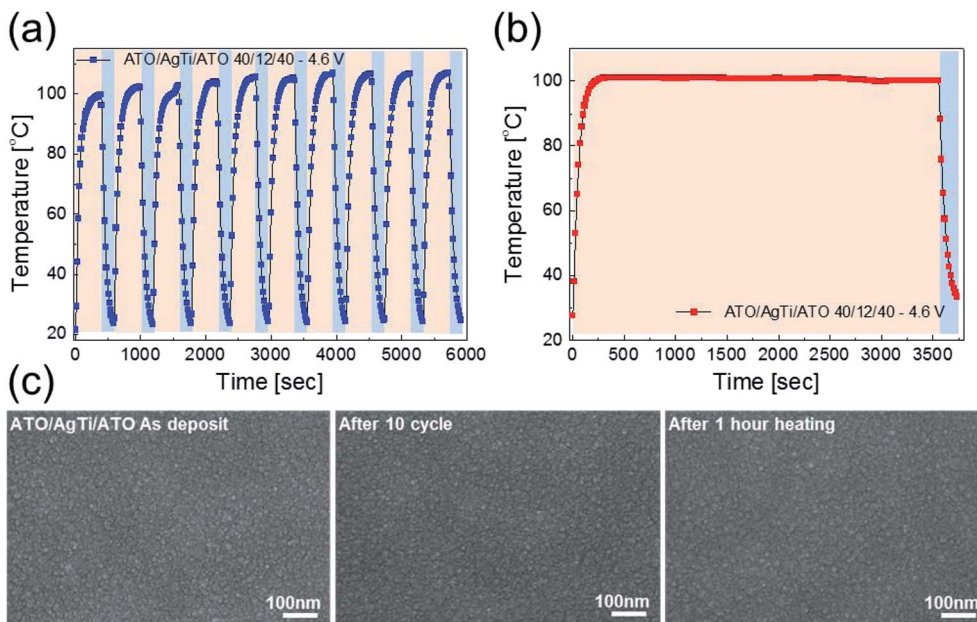 (a)
ATO/AgTi/ATO 40/12/40 - 4.6 V
Temperature [°C]
100
80
60
40
20
0 1000 2000 3000 4000 5000 6000
Time [sec]
(b)
Temperature [°C]
100
80
60
40
20
ATO/AgTi/ATO 40/12/40 - 4.6 V
0 500 1000 1500 2000 2500 3000 3500
Time [sec]
(c)
ATO/AgTi/ATO As deposit
100nm
After 10 cycle
100nm
After 1 hour heating
100nm